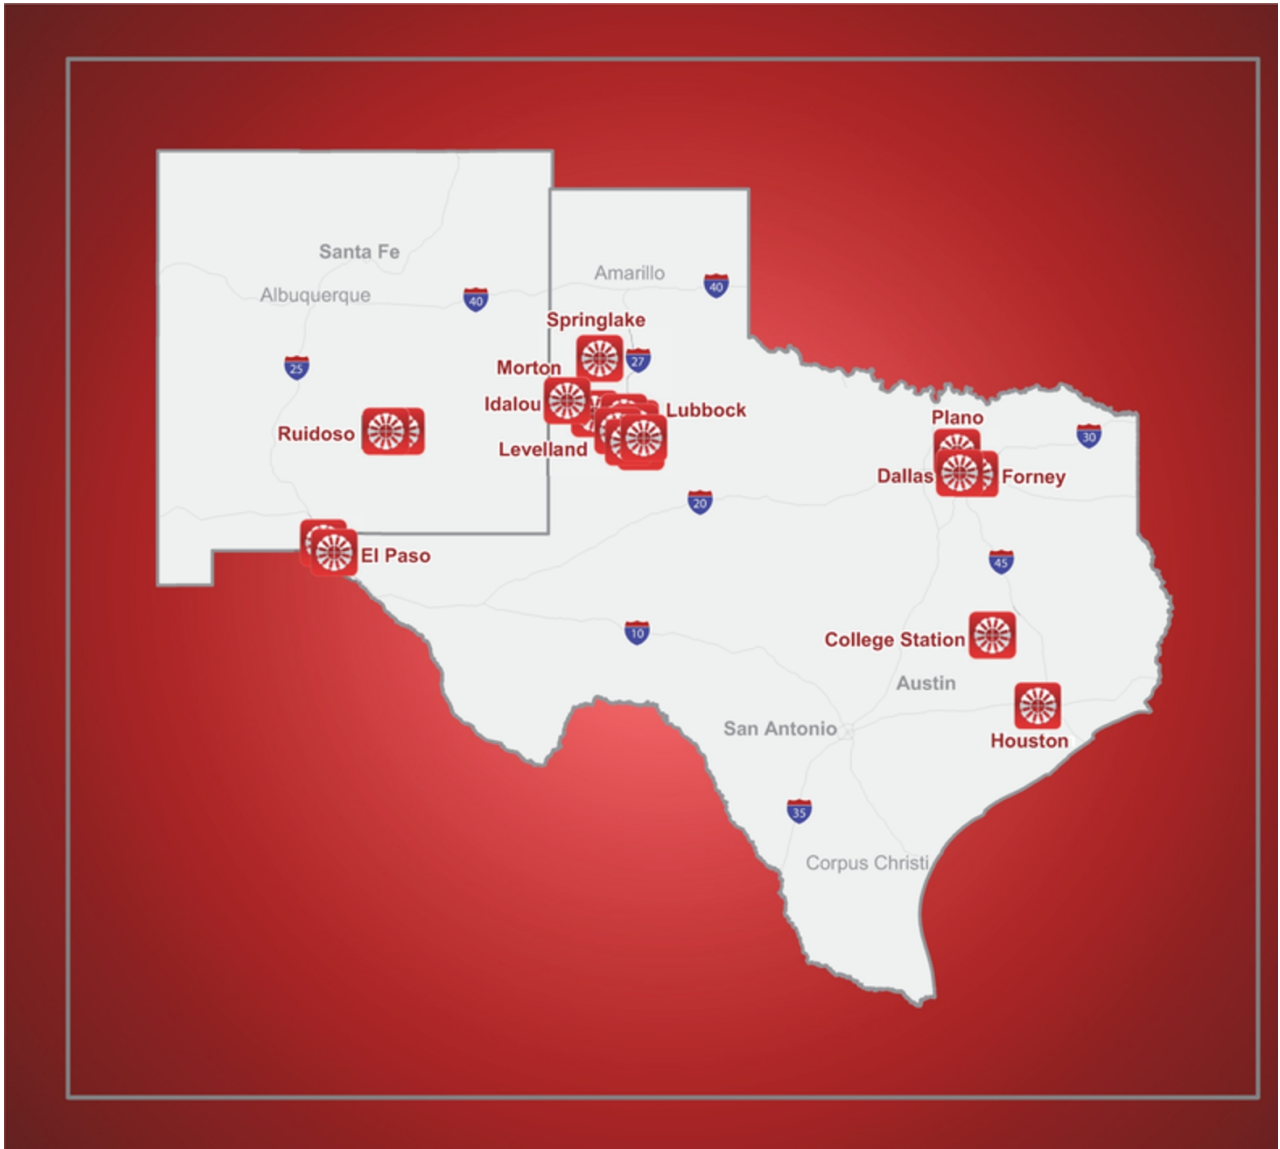 Santa Fe
Amarillo
40
Albuquerque
40
Springlake
27
25
Morton
Idalou
Lubbock
Plano
Ruidoso
30
Levelland
Dallas
Forney
20
El Paso
45
10
College Station
Austin
San Antonio
Houston
35
Corpus Christi